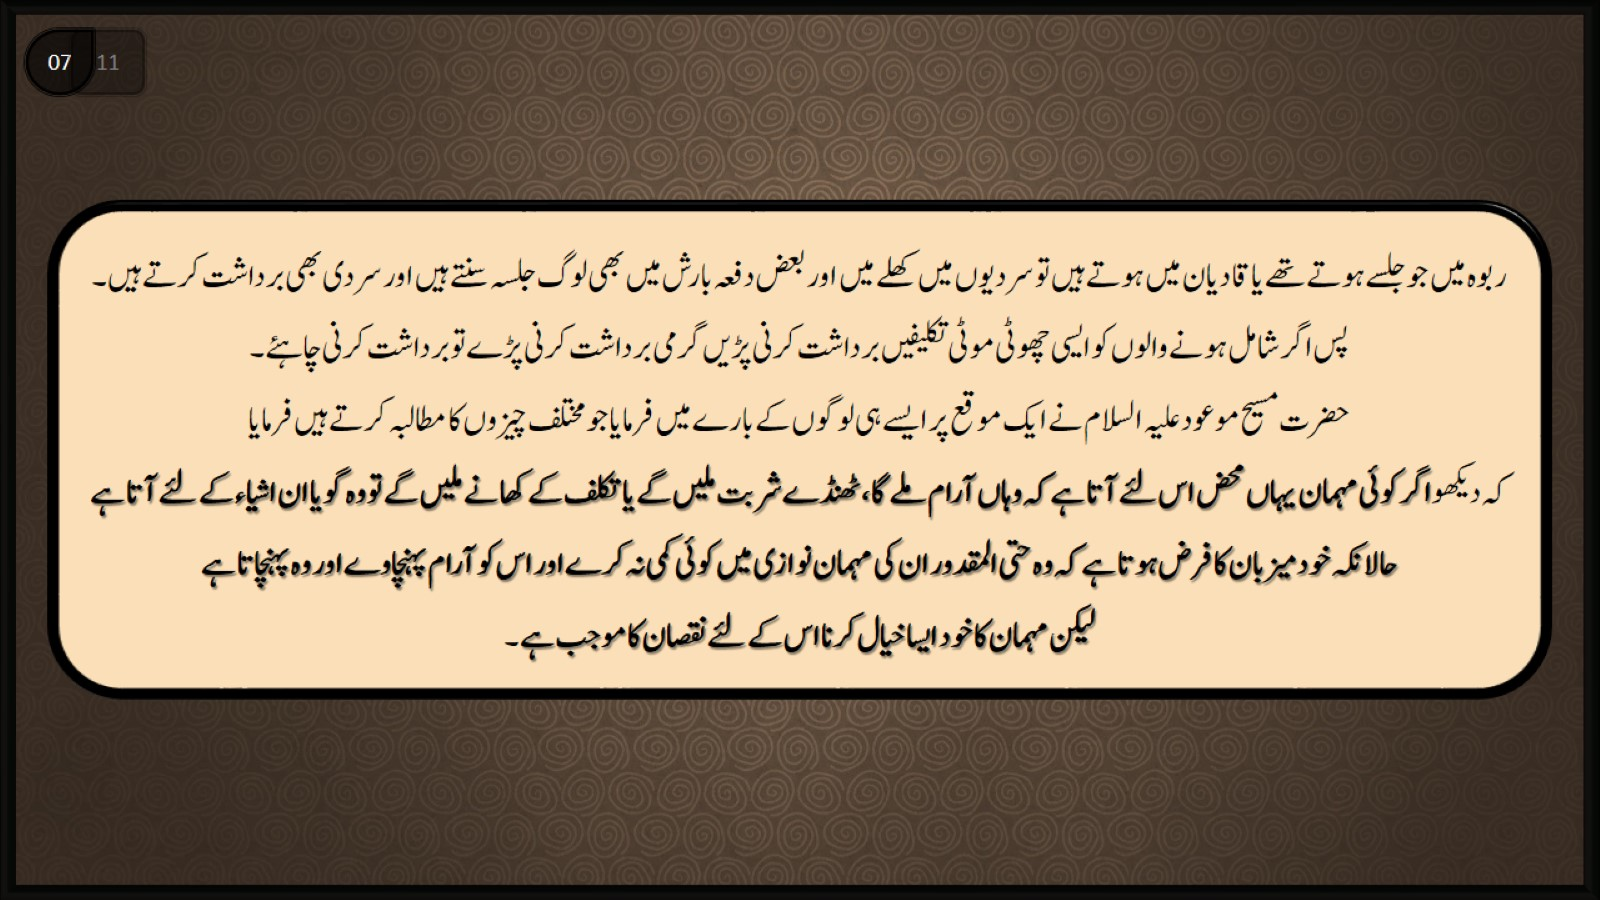 07 11
ربوہ میں جو جلسے ہوتے تھے یا قادیان میں ہوتے ہیں تو سردیوں میں کھلے میں اور بعض دفعہ بارش میں بھی لوگ جلسہ سنتے ہیں اور سردی بھی برداشت کرتے ہیں۔
پس اگر شامل ہونے والوں کو ایسی چھوٹی موٹی تکلیفیں برداشت کرنی پڑیں گرمی برداشت کرنی پڑے تو برداشت کرنی چاہئے۔
حضرت مسیح موعود علیہ السلام نے ایک موقع پر ایسے ہی لوگوں کے بارے میں فرمایا جو مختلف چیزوں کا مطالبہ کرتے ہیں فرمایا
کہ دیکھو اگر کوئی مہمان یہاں محض اس لئے آتا ہے کہ وہاں آرام ملے گا، ٹھنڈے شربت ملیں گے یا تکلف کے کھانے ملیں گے تو وہ گویا ان اشیاء کے لئے آتا ہے
حالانکہ خود میزبان کا فرض ہوتا ہے کہ وہ حتی المقدور ان کی مہمان نوازی میں کوئی کمی نہ کرے اور اس کو آرام پہنچاوے اور وہ پہنچاتا ہے
لیکن مہمان کا خود ایسا خیال کرنا اس کے لئے نقصان کا موجب ہے۔